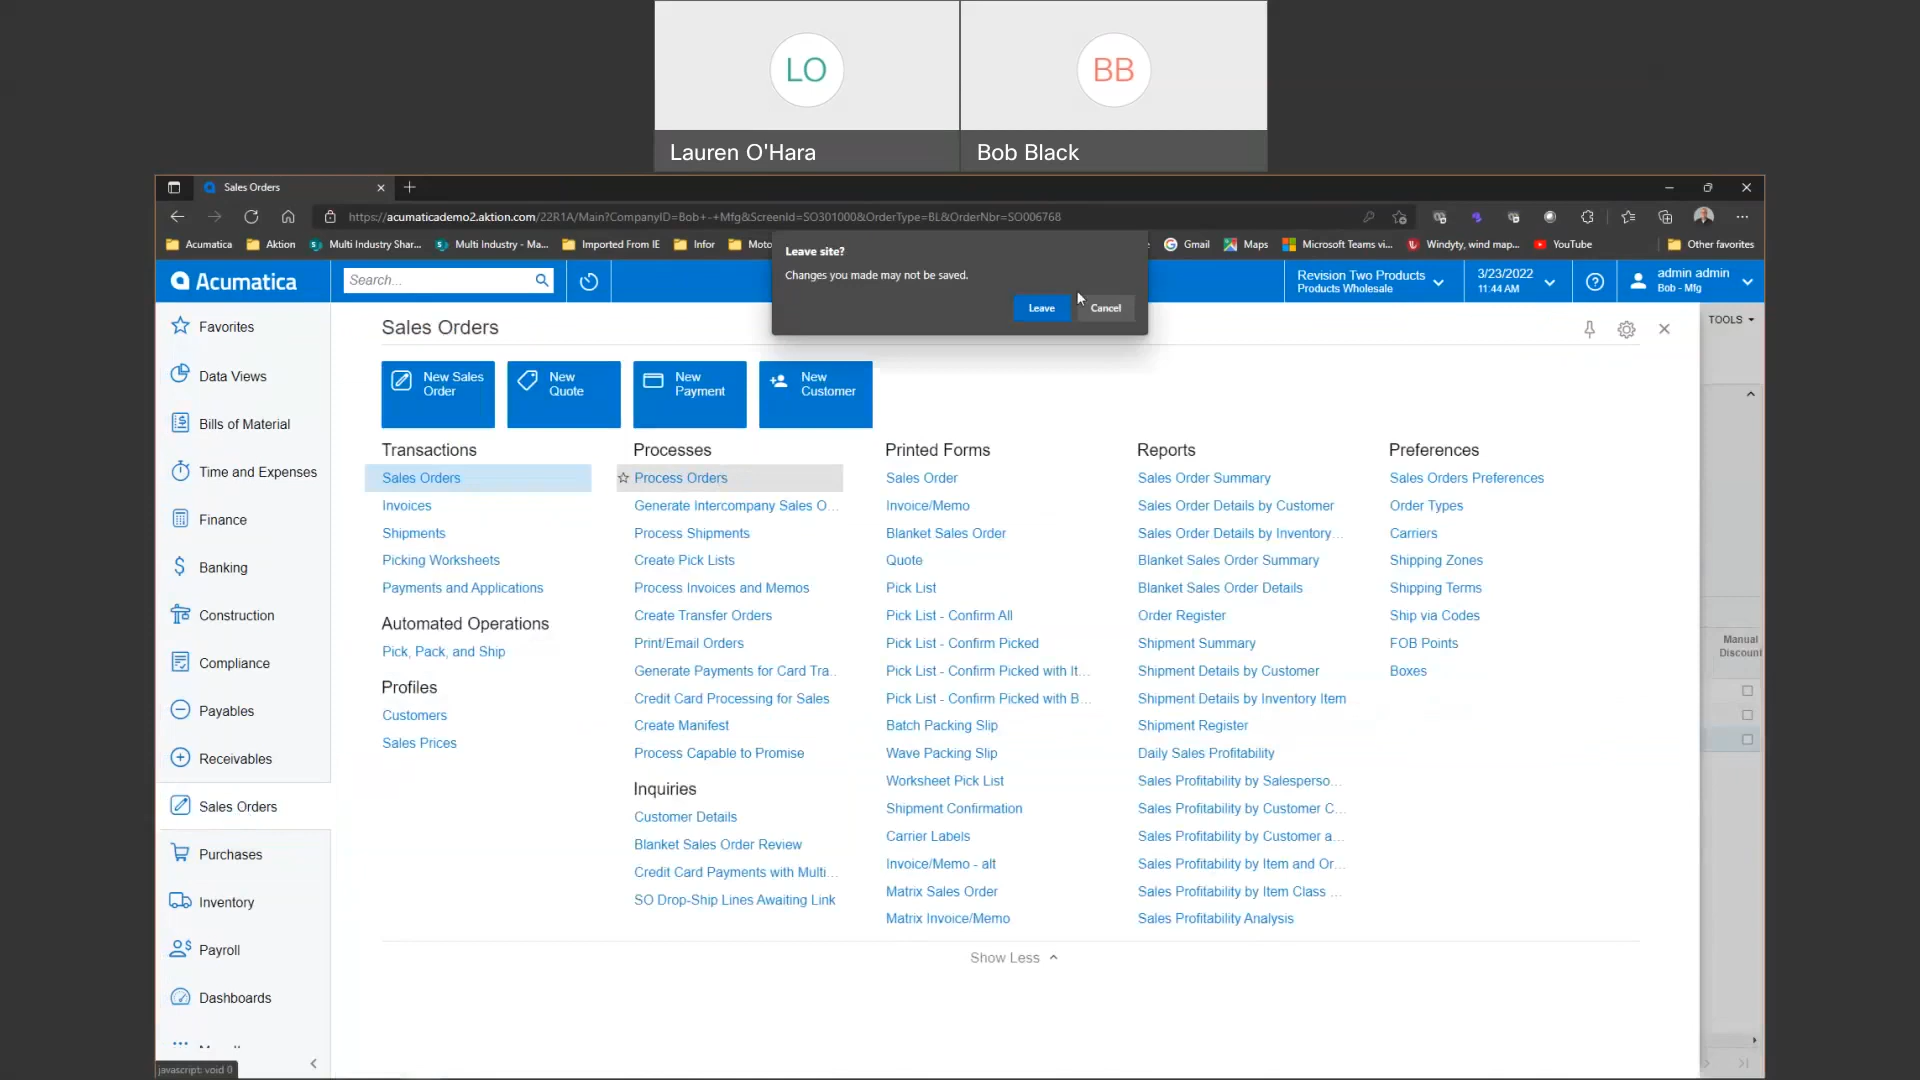 LO
BB
Lauren O'Hara
Bob Black
Sales Orders
https://acumaticademo2.aktion.com/22R1A/Main?CompanyID=Bob+-+Mfg&ScreenId=SO301000&OrderType=BL&OrderNbr=SO006768
Acumatica
Aktion
Multi Industry Shar...
Multi Industry - Ma...
Imported From IE
Infor
Moto
Gmail
Maps
Microsoft Teams vi...
Windyty, wind map...
YouTube
Other favorites
Leave site?
Changes you made may not be saved.
Leave
Cancel
Acumatica
Search...
Revision Two Products
Products Wholesale
3/23/2022
11:44 AM
admin admin
Bob - Mfg
Favorites
Data Views
Bills of Material
Time and Expenses
Finance
Banking
Construction
Compliance
Payables
Receivables
Sales Orders
Purchases
Inventory
Payroll
Dashboards
javascript: void 0
Sales Orders
TOOLS
New Sales
Order
New
Quote
New
Payment
New
Customer
Transactions
Sales Orders
Invoices
Shipments
Picking Worksheets
Payments and Applications
Automated Operations
Pick, Pack, and Ship
Profiles
Customers
Sales Prices
Processes
Process Orders
Generate Intercompany Sales O...
Process Shipments
Create Pick Lists
Process Invoices and Memos
Create Transfer Orders
Print/Email Orders
Generate Payments for Card Tra...
Credit Card Processing for Sales
Create Manifest
Process Capable to Promise
Inquiries
Customer Details
Blanket Sales Order Review
Credit Card Payments with Multi...
SO Drop-Ship Lines Awaiting Link
Printed Forms
Sales Order
Invoice/Memo
Blanket Sales Order
Quote
Pick List
Pick List - Confirm All
Pick List - Confirm Picked
Pick List - Confirm Picked with It...
Pick List - Confirm Picked with B...
Batch Packing Slip
Wave Packing Slip
Worksheet Pick List
Shipment Confirmation
Carrier Labels
Invoice/Memo - alt
Matrix Sales Order
Matrix Invoice/Memo
Reports
Sales Order Summary
Sales Order Details by Customer
Sales Order Details by Inventory...
Blanket Sales Order Summary
Blanket Sales Order Details
Order Register
Shipment Summary
Shipment Details by Customer
Shipment Details by Inventory Item
Shipment Register
Daily Sales Profitability
Sales Profitability by Salesperso...
Sales Profitability by Customer C...
Sales Profitability by Customer a...
Sales Profitability by Item and Or...
Sales Profitability by Item Class ...
Sales Profitability Analysis
Preferences
Sales Orders Preferences
Order Types
Carriers
Shipping Zones
Shipping Terms
Ship via Codes
FOB Points
Boxes
Manual
Discount
Show Less